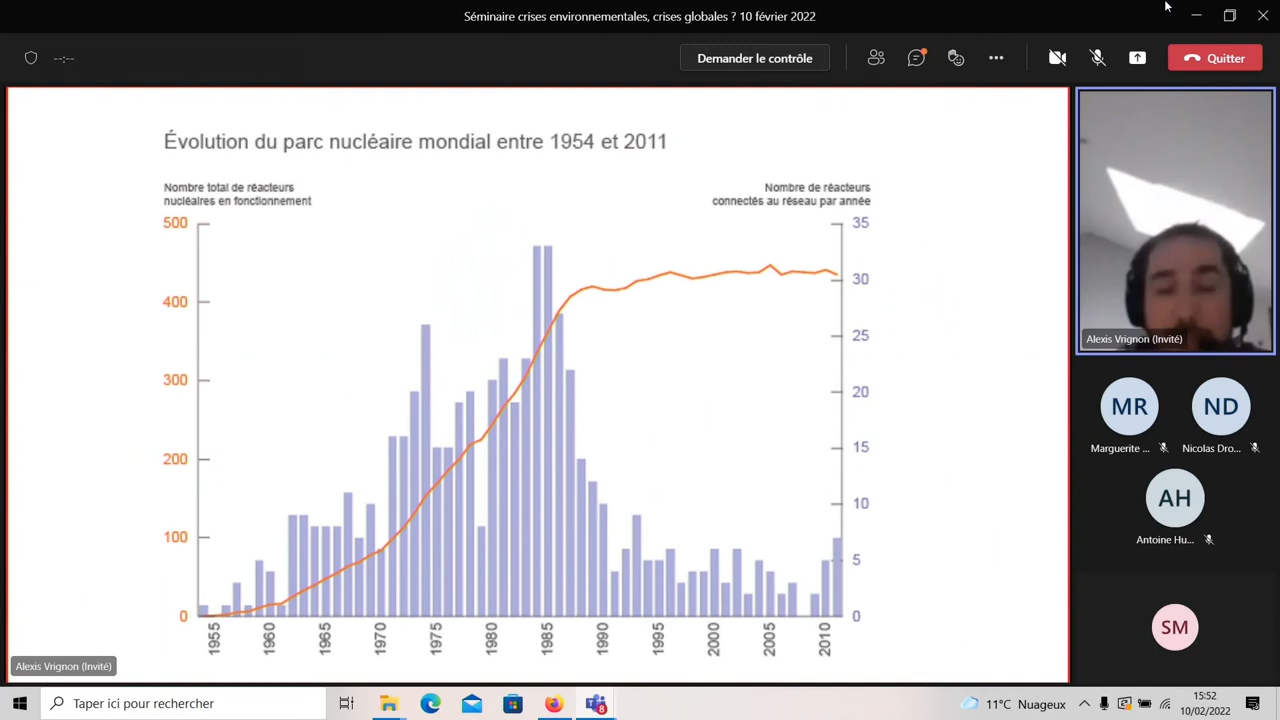 Séminaire crises environnementales, crises globales ? 10 février 2022
--:--
Demander le contrôle
Quitter
Évolution du parc nucléaire mondial entre 1954 et 2011
Nombre total de réacteurs
nucléaires en fonctionnement
Nombre de réacteurs
connectés au réseau par année
500
400
300
200
100
0
35
30
25
20
15
10
5
0
1955
1960
1965
1970
1975
1980
1985
1990
1995
2000
2005
2010
Alexis Vrignon (Invité)
Alexis Vrignon (Invité)
MR
ND
Marguerite ...
Nicolas Dro...
AH
Antoine Hu...
SM
Taper ici pour rechercher
8
11°C Nuageux
15:52
10/02/2022